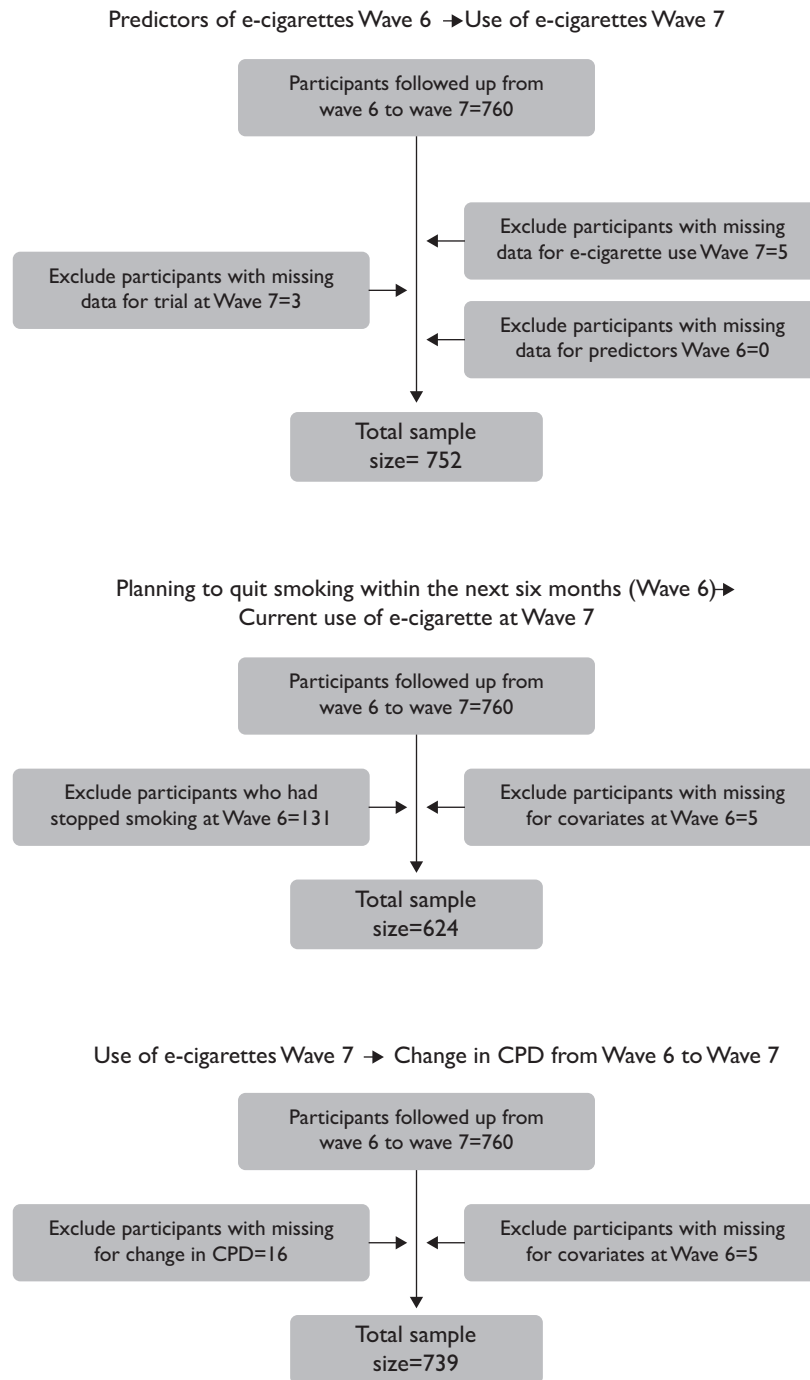 Predictors of e-cigarettes Wave 6 → Use of e-cigarettes Wave 7
Participants followed up from
wave 6 to wave 7=760
Exclude participants with missing
data for e-cigarette use Wave 7=5
Exclude participants with missing
data for trial at Wave 7=3
Exclude participants with missing
data for predictors Wave 6=0
Total sample
size= 752
Planning to quit smoking within the next six months (Wave 6)→
Current use of e-cigarette at Wave 7
Participants followed up from
wave 6 to wave 7=760
Exclude participants who had
stopped smoking at Wave 6=131
Exclude participants with missing
for covariates at Wave 6=5
Total sample
size=624
Use of e-cigarettes Wave 7 → Change in CPD from Wave 6 to Wave 7
Participants followed up from
wave 6 to wave 7=760
Exclude participants with missing
for change in CPD=16
Exclude participants with missing
for covariates at Wave 6=5
Total sample
size=739